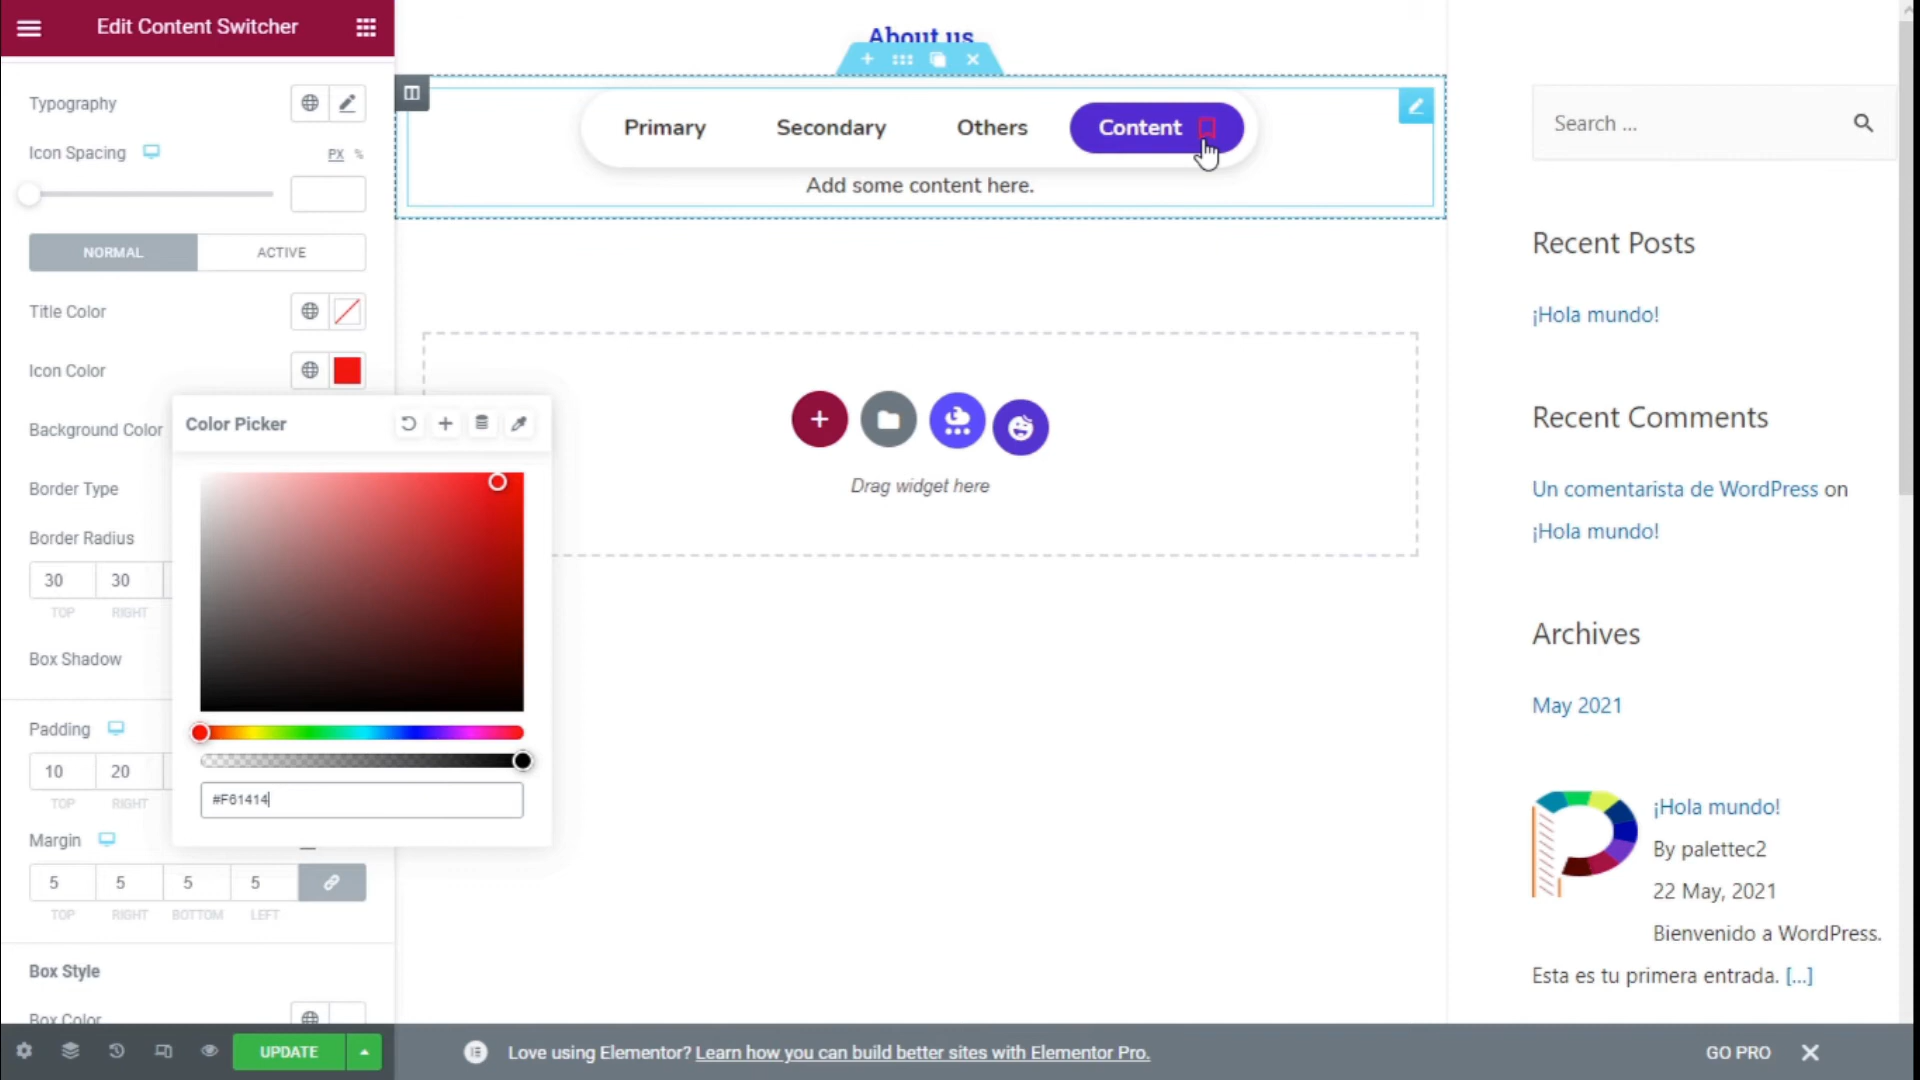 Edit Content Switcher
Typography
Icon Spacing
PX %
NORMAL
ACTIVE
Title Color
Icon Color
Background Color
Border Type
Border Radius
30 30
TOP RIGHT
Box Shadow
Padding
10 20
TOP RIGHT
Margin
5 5 5 5
TOP RIGHT BOTTOM LEFT
Box Style
Box Color
UPDATE
Color Picker
#F61414
About us
Primary Secondary Others Content
Add some content here.
Drag widget here
Search ...
Recent Posts
¡Hola mundo!
Recent Comments
Un comentarista de WordPress on
¡Hola mundo!
Archives
May 2021
¡Hola mundo!
By palettec2
22 May, 2021
Bienvenido a WordPress.
Esta es tu primera entrada. [...]
Love using Elementor? Learn how you can build better sites with Elementor Pro.
GO PRO